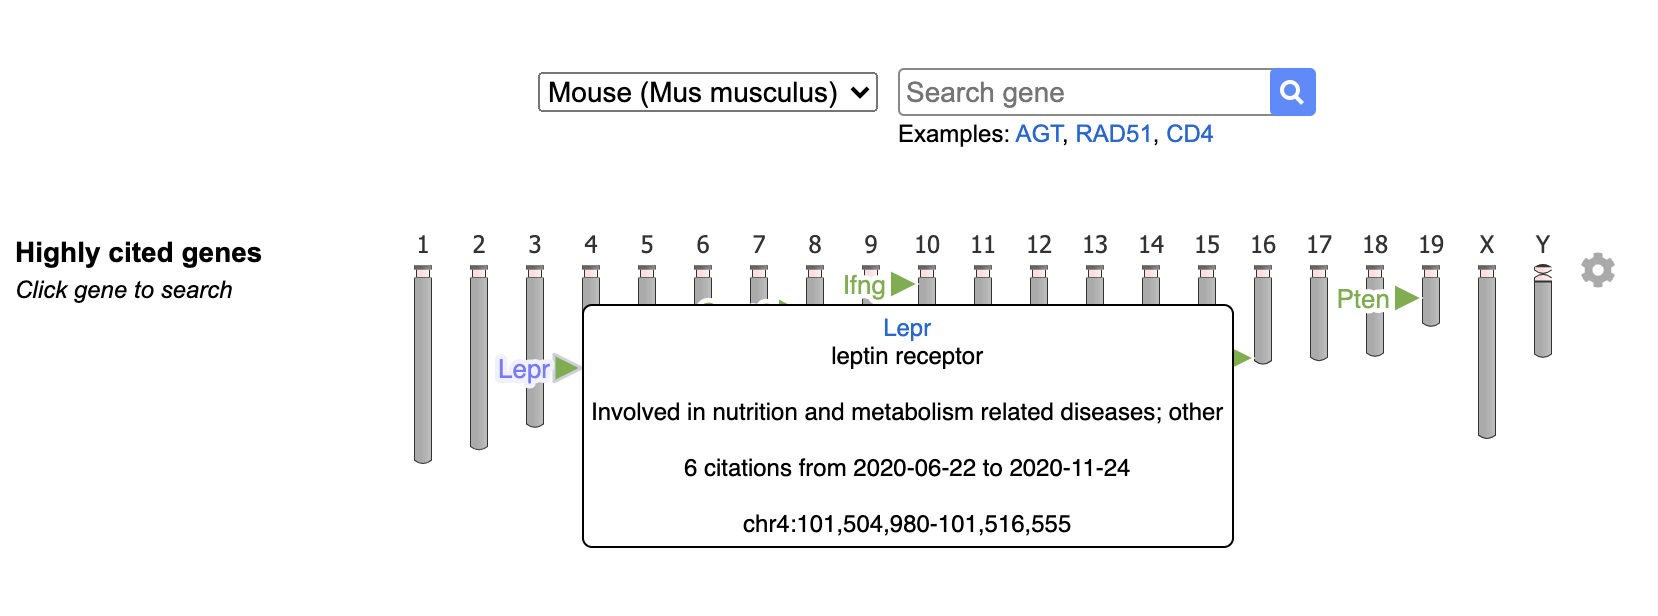 Mouse (Mus musculus)
Search gene
Examples: AGT, RAD51, CD4
Highly cited genes
Click gene to search
1 2 3 4 5 6 7 8 9 10 11 12 13 14 15 16 17 18 19 X Y
Ifng
Pten
Lepr
Lepr
leptin receptor
Involved in nutrition and metabolism related diseases; other
6 citations from 2020-06-22 to 2020-11-24
chr4:101,504,980-101,516,555